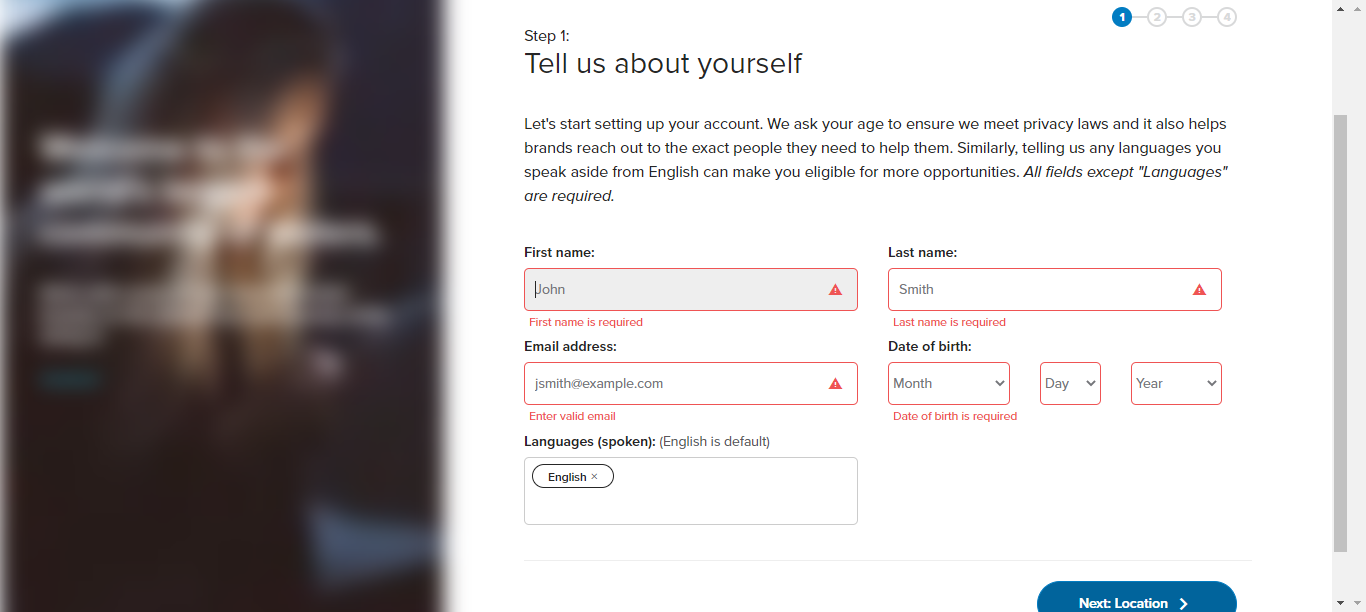 1 2 3 4
Step 1:
Tell us about yourself
Let's start setting up your account. We ask your age to ensure we meet privacy laws and it also helps
brands reach out to the exact people they need to help them. Similarly, telling us any languages you
speak aside from English can make you eligible for more opportunities. All fields except "Languages"
are required.
First name: Last name:
John Smith
First name is required Last name is required
Email address: Date of birth:
jsmith@example.com Month Day Year
Enter valid email Date of birth is required
Languages (spoken): (English is default)
English ×
Next: Location